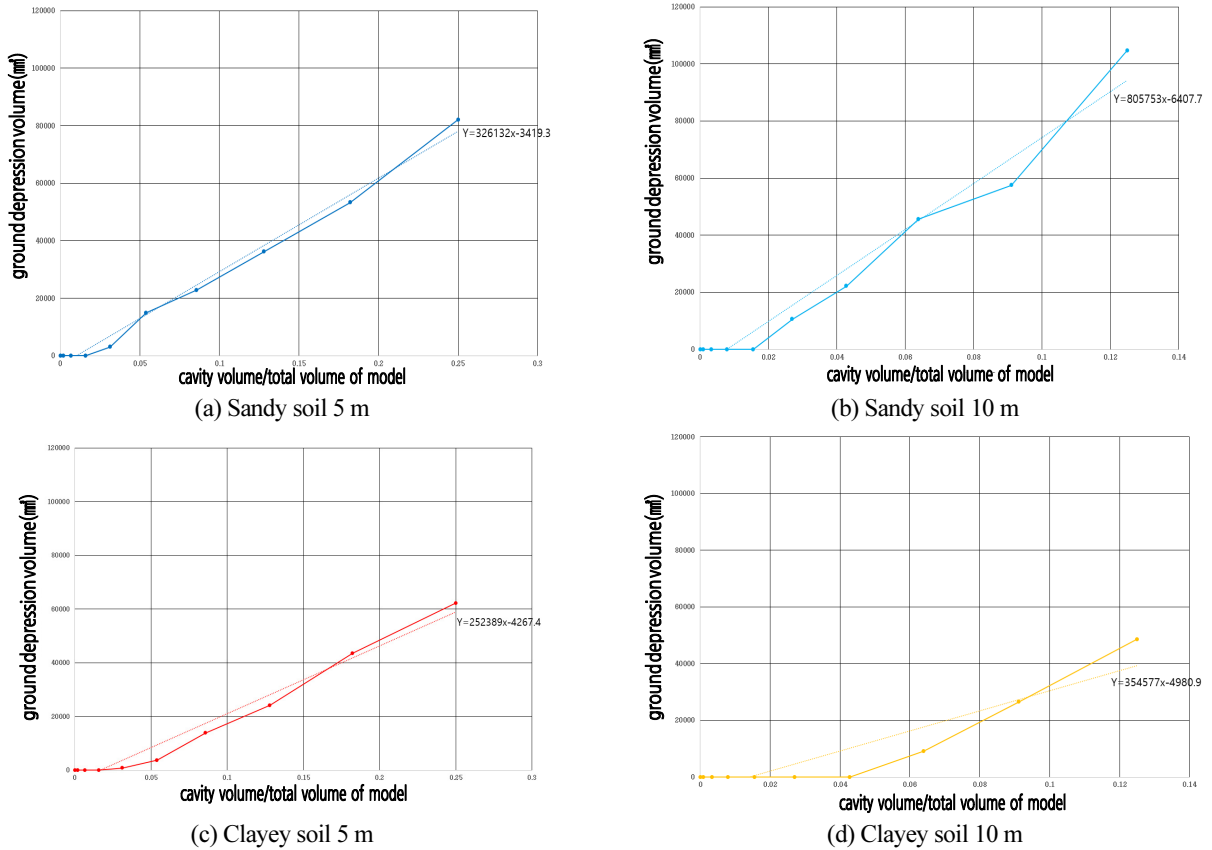 120000
100000
80000
60000
40000
20000
0
ground depression volume(㎣)
Y=326132x-3419.3
0 0.05 0.1 0.15 0.2 0.25 0.3
cavity volume/total volume of model
(a) Sandy soil 5 m
120000
100000
80000
60000
40000
20000
0
ground depression volume(㎣)
Y=805753x-6407.7
0 0.02 0.04 0.06 0.08 0.1 0.12 0.14
cavity volume/total volume of model
(b) Sandy soil 10 m
120000
100000
80000
60000
40000
20000
0
ground depression volume(㎣)
Y=252389x-4267.4
0 0.05 0.1 0.15 0.2 0.25 0.3
cavity volume/total volume of model
(c) Clayey soil 5 m
120000
100000
80000
60000
40000
20000
0
ground depression volume(㎣)
Y=354577x-4980.9
0 0.02 0.04 0.06 0.08 0.1 0.12 0.14
cavity volume/total volume of model
(d) Clayey soil 10 m